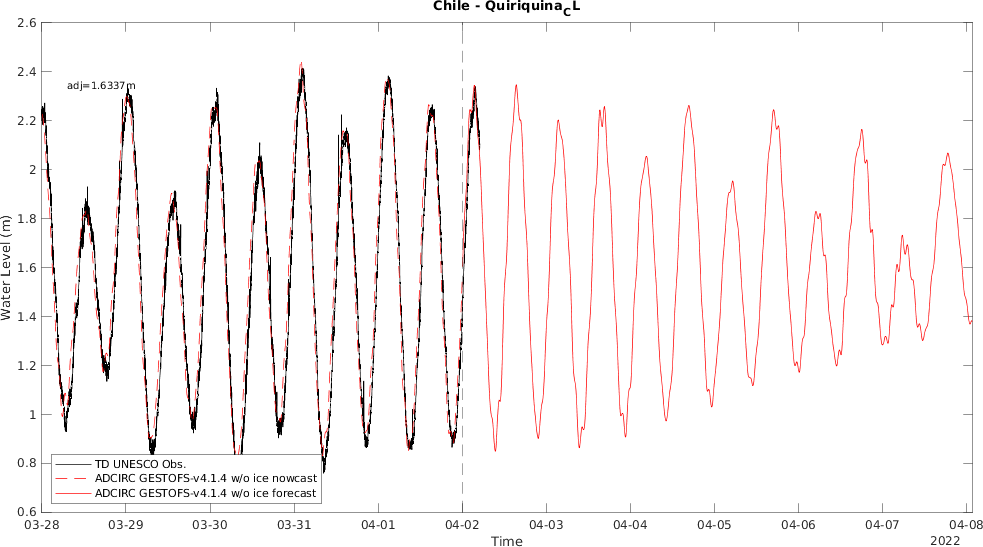 Chile - Quiriquina_CL
2.6
2.4
2.2
2
1.8
1.6
1.4
1.2
1
0.8
0.6
Water Level (m)
adj=1.6337m
TD UNESCO Obs.
ADCIRC GESTOFS-v4.1.4 w/o ice nowcast
ADCIRC GESTOFS-v4.1.4 w/o ice forecast
03-28 03-29 03-30 03-31 04-01 04-02 04-03 04-04 04-05 04-06 04-07 04-08
Time
2022